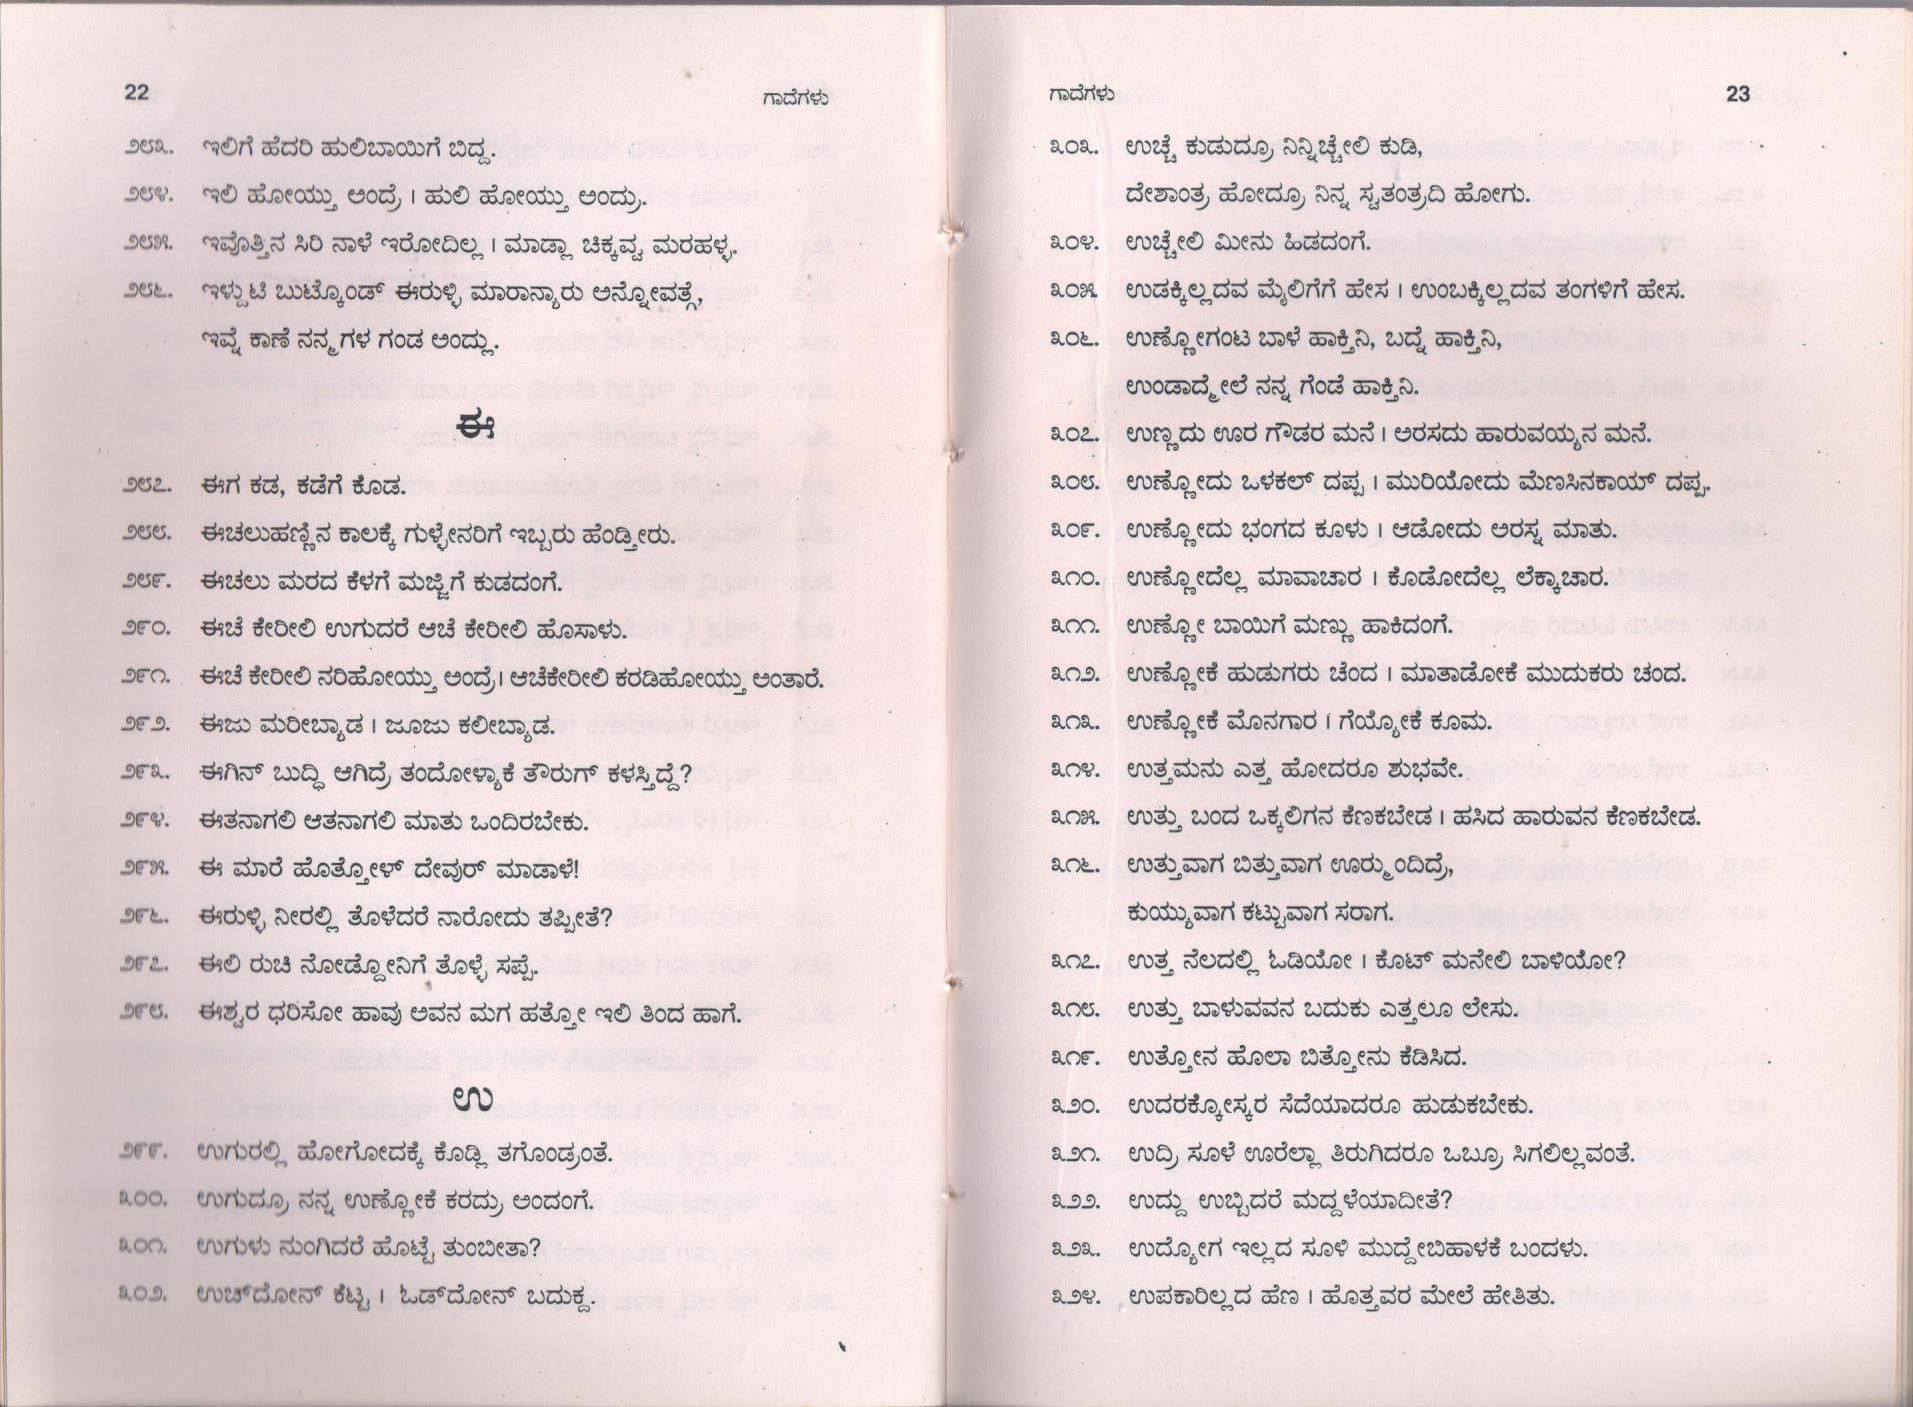 22
ಗಾದೆಗಳು
೨೮೩. ಇಲಿಗೆ ಹೆದರಿ ಹುಲಿಬಾಯಿಗೆ ಬಿದ್ದ.
೨೮೪. ಇಲಿ ಹೋಯ್ತು ಅಂದ್ರೆ । ಹುಲಿ ಹೋಯ್ತು ಅಂದ್ರು.
೨೮೫. ಇವೊತ್ತಿನ ಸಿರಿ ನಾಳೆ ಇರೋದಿಲ್ಲ । ಮಾಡ್ಲಾ ಚಿಕ್ಕವ್ವ ಮರಹಳ್ಳ.
೨೮೬. ಇಳ್ದುಟಿ ಬುಟ್ಕೊಂಡ್ ಈರುಳ್ಳಿ ಮಾರಾನ್ಯಾರು ಅನ್ನೋವತ್ಗೆ,
ಇವ್ನೆ ಕಾಣೆ ನನ್ಮಗಳ ಗಂಡ ಅಂದ್ಲು.
ಈ
೨೮೭. ಈಗ ಕಡ, ಕಡೆಗೆ ಕೊಡ.
೨೮೮. ಈಚಲುಹಣ್ಣಿನ ಕಾಲಕ್ಕೆ ಗುಳ್ಳೇನರಿಗೆ ಇಬ್ಬರು ಹೆಂಡ್ತೀರು.
೨೮೯. ಈಚಲು ಮರದ ಕೆಳಗೆ ಮಜ್ಜಿಗೆ ಕುಡದಂಗೆ.
೨೯೦. ಈಚೆ ಕೇರೀಲಿ ಉಗುದರೆ ಆಚೆ ಕೇರೀಲಿ ಹೊಸಾಳು.
೨೯೧. ಈಚೆ ಕೇರೀಲಿ ನರಿಹೋಯ್ತು ಅಂದ್ರೆ। ಆಚೆಕೇರೀಲಿ ಕರಡಿಹೋಯ್ತು ಅಂತಾರೆ.
೨೯೨. ಈಜು ಮರೀಬ್ಯಾಡ । ಜೂಜು ಕಲೀಬ್ಯಾಡ.
೨೯೩. ಈಗಿನ್ ಬುದ್ಧಿ ಆಗಿದ್ರೆ ತಂದೋಳ್ಯಾಕೆ ತೌರುಗ್ ಕಳಸ್ತಿದ್ದೆ?
೨೯೪. ಈತನಾಗಲಿ ಆತನಾಗಲಿ ಮಾತು ಒಂದಿರಬೇಕು.
೨೯೫. ಈ ಮಾರೆ ಹೊತ್ತೋಳ್ ದೇವುರ್ ಮಾಡಾಳೆ!
೨೯೬. ಈರುಳ್ಳಿ ನೀರಲ್ಲಿ ತೊಳೆದರೆ ನಾರೋದು ತಪ್ಪೀತೆ?
೨೯೭. ಈಲಿ ರುಚಿ ನೋಡ್ದೋನಿಗೆ ತೊಳ್ಳೆ ಸಪ್ಪೆ.
೨೯೮. ಈಶ್ವರ ಧರಿಸೋ ಹಾವು ಅವನ ಮಗ ಹತ್ತೋ ಇಲಿ ತಿಂದ ಹಾಗೆ.
ಉ
೨೯೯. ಉಗುರಲ್ಲಿ ಹೋಗೋದಕ್ಕೆ ಕೊಡ್ಲಿ ತಗೊಂಡ್ರಂತೆ.
೩೦೦. ಉಗುದ್ರೂ ನನ್ನ ಉಣ್ಣೋಕೆ ಕರದ್ರು ಅಂದಂಗೆ.
೩೦೧. ಉಗುಳು ನುಂಗಿದರೆ ಹೊಟ್ಟೆ ತುಂಬೀತಾ?
೩೦೨. ಉಚ್‌ದೋನ್ ಕೆಟ್ಟ । ಓಡ್‌ದೋನ್ ಬದುಕ್ದ.
ಗಾದೆಗಳು
23
೩೦೩. ಉಚ್ಚೆ ಕುಡುದ್ರೂ ನಿನ್ನಿಚ್ಚೇಲಿ ಕುಡಿ,
ದೇಶಾಂತ್ರ ಹೋದ್ರೂ ನಿನ್ನ ಸ್ವತಂತ್ರದಿ ಹೋಗು.
೩೦೪. ಉಚ್ಚೇಲಿ ಮೀನು ಹಿಡದಂಗೆ.
೩೦೫ ಉಡಕ್ಕಿಲ್ಲದವ ಮೈಲಿಗೆಗೆ ಹೇಸ । ಉಂಬಕ್ಕಿಲ್ಲದವ ತಂಗಳಿಗೆ ಹೇಸ.
೩೦೬. ಉಣ್ಣೋಗಂಟ ಬಾಳೆ ಹಾಕ್ತಿನಿ, ಬದ್ನೆ ಹಾಕ್ತಿನಿ,
ಉಂಡಾದ್ಮೇಲೆ ನನ್ನ ಗೆಂಡೆ ಹಾಕ್ತಿನಿ.
೩೦೭. ಉಣ್ಣದು ಊರ ಗೌಡರ ಮನೆ । ಅರಸದು ಹಾರುವಯ್ಯನ ಮನೆ.
೩೦೮. ಉಣ್ಣೋದು ಒಳಕಲ್ ದಪ್ಪ । ಮುರಿಯೋದು ಮೆಣಸಿನಕಾಯ್ ದಪ್ಪ.
೩೦೯. ಉಣ್ಣೋದು ಭಂಗದ ಕೂಳು । ಆಡೋದು ಅರಸ್ನ ಮಾತು.
೩೧೦. ಉಣ್ಣೋದೆಲ್ಲ ಮಾವಾಚಾರ । ಕೊಡೋದೆಲ್ಲ ಲೆಕ್ಕಾಚಾರ.
೩೧೧. ಉಣ್ಣೋ ಬಾಯಿಗೆ ಮಣ್ಣು ಹಾಕಿದಂಗೆ.
೩೧೨. ಉಣ್ಣೋಕೆ ಹುಡುಗರು ಚೆಂದ । ಮಾತಾಡೋಕೆ ಮುದುಕರು ಚಂದ.
೩೧೩. ಉಣ್ಣೋಕೆ ಮೊನಗಾರ । ಗೆಯ್ಯೋಕೆ ಕೂಮ.
೩೧೪. ಉತ್ತಮನು ಎತ್ತ ಹೋದರೂ ಶುಭವೇ.
೩೧೫. ಉತ್ತು ಬಂದ ಒಕ್ಕಲಿಗನ ಕೆಣಕಬೇಡ । ಹಸಿದ ಹಾರುವನ ಕೆಣಕಬೇಡ.
೩೧೬. ಉತ್ತುವಾಗ ಬಿತ್ತುವಾಗ ಊರ್ಮುಂದಿದ್ರೆ,
ಕುಯ್ಯುವಾಗ ಕಟ್ಟುವಾಗ ಸರಾಗ.
೩೧೭. ಉತ್ತ ನೆಲದಲ್ಲಿ ಓಡಿಯೋ । ಕೊಟ್ ಮನೇಲಿ ಬಾಳಿಯೋ?
೩೧೮. ಉತ್ತು ಬಾಳುವವನ ಬದುಕು ಎತ್ತಲೂ ಲೇಸು.
೩೧೯. ಉತ್ತೋನ ಹೊಲಾ ಬಿತ್ತೋನು ಕೆಡಿಸಿದ.
೩೨೦. ಉದರಕ್ಕೋಸ್ಕರ ಸೆದೆಯಾದರೂ ಹುಡುಕಬೇಕು.
೩೨೧. ಉದ್ರಿ ಸೂಳೆ ಊರೆಲ್ಲಾ ತಿರುಗಿದರೂ ಒಬ್ರೂ ಸಿಗಲಿಲ್ಲವಂತೆ.
೩೨೨. ಉದ್ದು ಉಬ್ಬಿದರೆ ಮದ್ದಳೆಯಾದೀತೆ?
೩೨೩. ಉದ್ಯೋಗ ಇಲ್ಲದ ಸೂಳೆ ಮುದ್ದೇಬಿಹಾಳಕೆ ಬಂದಳು.
೩೨೪. ಉಪಕಾರಿಲ್ಲದ ಹೆಣ । ಹೊತ್ತವರ ಮೇಲೆ ಹೇತಿತು.